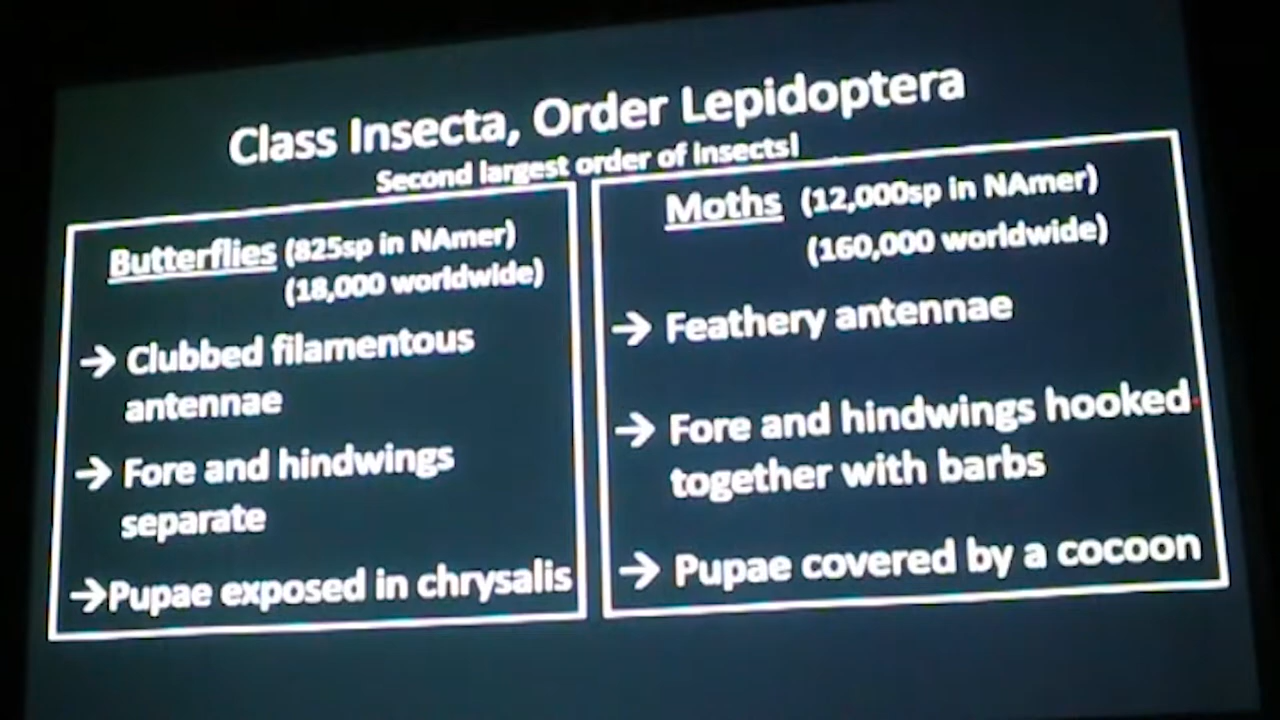 Class Insecta, Order Lepidoptera
Second largest order of insects!
Butterflies (825sp in NAmer)
(18,000 worldwide)
→ Clubbed filamentous
antennae
→ Fore and hindwings
separate
→Pupae exposed in chrysalis
Moths (12,000sp in NAmer)
(160,000 worldwide)
→ Feathery antennae
→ Fore and hindwings hooked
together with barbs
→ Pupae covered by a cocoon